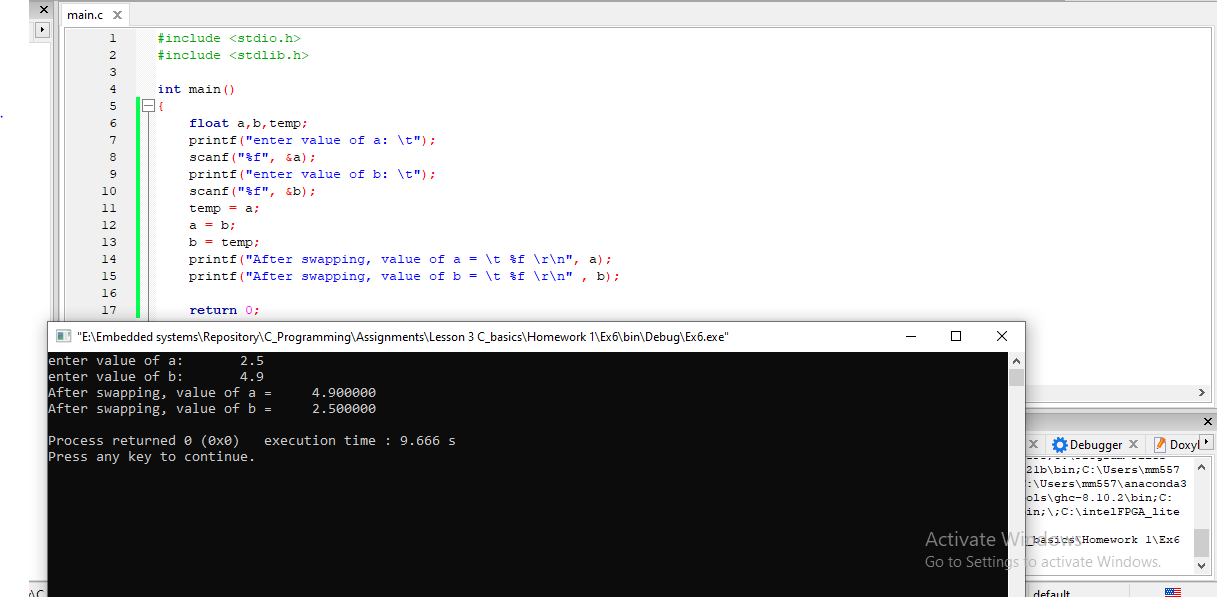 main.c
1 #include <stdio.h>
2 #include <stdlib.h>
3
4 int main()
5 {
6 float a,b,temp;
7 printf("enter value of a: \t");
8 scanf("%f", &a);
9 printf("enter value of b: \t");
10 scanf("%f", &b);
11 temp = a;
12 a = b;
13 b = temp;
14 printf("After swapping, value of a = \t %f \r\n", a);
15 printf("After swapping, value of b = \t %f \r\n" , b);
16
17 return 0;
"E:\Embedded systems\Repository\C_Programming\Assignments\Lesson 3 C_basics\Homework 1\Ex6\bin\Debug\Ex6.exe"
enter value of a: 2.5
enter value of b: 4.9
After swapping, value of a = 4.900000
After swapping, value of b = 2.500000
Process returned 0 (0x0) execution time : 9.666 s
Press any key to continue.
Debugger
Doxyl
21b\bin;C:\Users\mm557
:\Users\mm557\anaconda3
ols\ghc-8.10.2\bin;C:
in;\;C:\intelFPGA_lite
_basics\Homework 1\Ex6
Activate Windows
Go to Settings to activate Windows.
\C
default